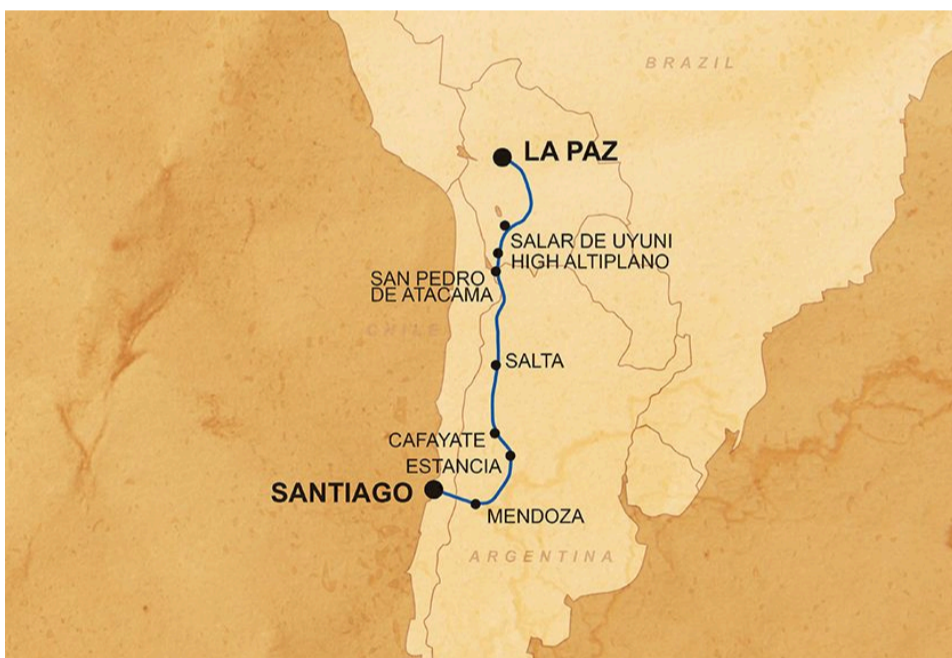 BRAZIL
LA PAZ
SALAR DE UYUNI
HIGH ALTIPLANO
SAN PEDRO
DE ATACAMA
CHILE
SALTA
CAFAYATE
ESTANCIA
SANTIAGO
MENDOZA
ARGENTINA